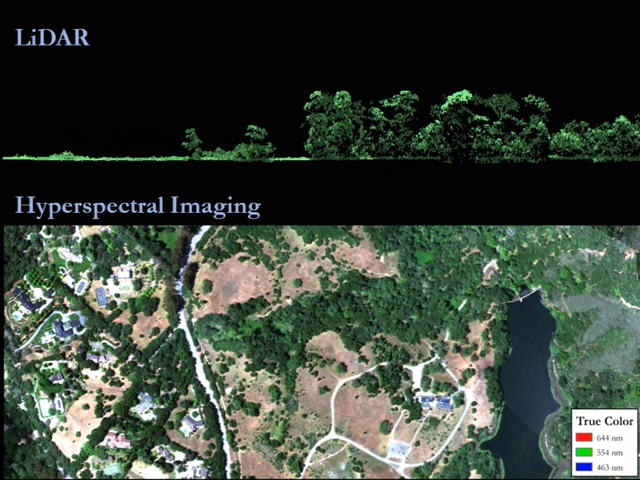 LiDAR
Hyperspectral Imaging
True Color
644 nm
554 nm
463 nm